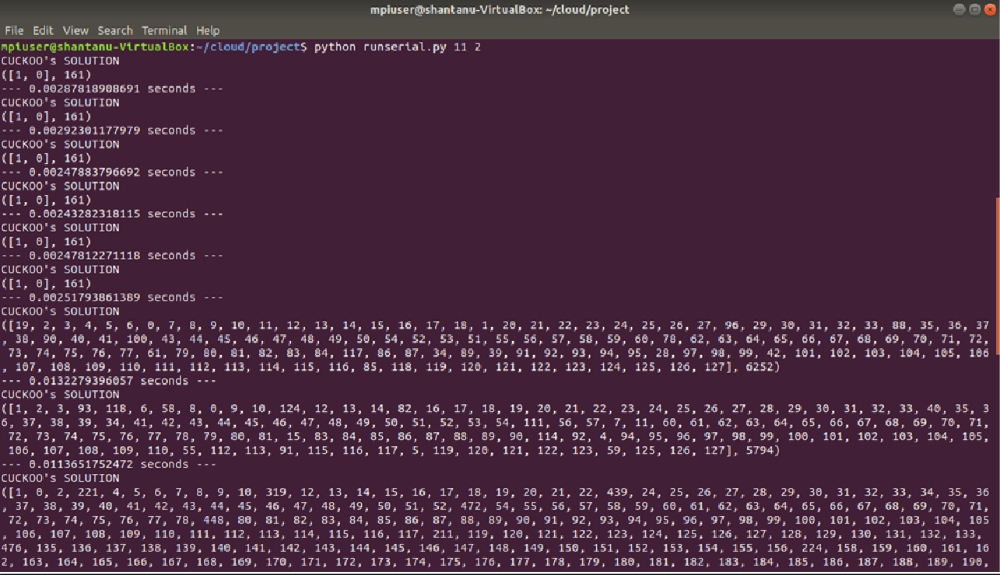 mpiuser@shantanu-VirtualBox: ~/cloud/project
File Edit View Search Terminal Help
mpiuser@shantanu-VirtualBox:~/cloud/project$ python runserial.py 11 2
CUCKOO's SOLUTION
([1, 0], 161)
--- 0.00287818908691 seconds ---
CUCKOO's SOLUTION
([1, 0], 161)
--- 0.00292301177979 seconds ---
CUCKOO's SOLUTION
([1, 0], 161)
--- 0.00247883796692 seconds ---
CUCKOO's SOLUTION
([1, 0], 161)
--- 0.00243282318115 seconds ---
CUCKOO's SOLUTION
([1, 0], 161)
--- 0.00247812271118 seconds ---
CUCKOO's SOLUTION
([1, 0], 161)
--- 0.00251793861389 seconds ---
CUCKOO's SOLUTION
([19, 2, 3, 4, 5, 6, 0, 7, 8, 9, 10, 11, 12, 13, 14, 15, 16, 17, 18, 1, 20, 21, 22, 23, 24, 25, 26, 27, 96, 29, 30, 31, 32, 33, 88, 35, 36, 37
, 38, 90, 40, 41, 100, 43, 44, 45, 46, 47, 48, 49, 50, 54, 52, 53, 51, 55, 56, 57, 58, 59, 60, 78, 62, 63, 64, 65, 66, 67, 68, 69, 70, 71, 72,
73, 74, 75, 76, 77, 61, 79, 80, 81, 82, 83, 84, 117, 86, 87, 34, 89, 39, 91, 92, 93, 94, 95, 28, 97, 98, 99, 42, 101, 102, 103, 104, 105, 106
, 107, 108, 109, 110, 111, 112, 113, 114, 115, 116, 85, 118, 119, 120, 121, 122, 123, 124, 125, 126, 127], 6252)
--- 0.0132279396057 seconds ---
CUCKOO's SOLUTION
([1, 2, 3, 93, 118, 6, 58, 8, 0, 9, 10, 124, 12, 13, 14, 82, 16, 17, 18, 19, 20, 21, 22, 23, 24, 25, 26, 27, 28, 29, 30, 31, 32, 33, 40, 35, 3
6, 37, 38, 39, 34, 41, 42, 43, 44, 45, 46, 47, 48, 49, 50, 51, 52, 53, 54, 111, 56, 57, 7, 11, 60, 61, 62, 63, 64, 65, 66, 67, 68, 69, 70, 71,
72, 73, 74, 75, 76, 77, 78, 79, 80, 81, 15, 83, 84, 85, 86, 87, 88, 89, 90, 114, 92, 4, 94, 95, 96, 97, 98, 99, 100, 101, 102, 103, 104, 105,
106, 107, 108, 109, 110, 55, 112, 113, 91, 115, 116, 117, 5, 119, 120, 121, 122, 123, 59, 125, 126, 127], 5794)
--- 0.0113651752472 seconds ---
CUCKOO's SOLUTION
([1, 0, 2, 221, 4, 5, 6, 7, 8, 9, 10, 319, 12, 13, 14, 15, 16, 17, 18, 19, 20, 21, 22, 439, 24, 25, 26, 27, 28, 29, 30, 31, 32, 33, 34, 35, 36
, 37, 38, 39, 40, 41, 42, 43, 44, 45, 46, 47, 48, 49, 50, 51, 52, 472, 54, 55, 56, 57, 58, 59, 60, 61, 62, 63, 64, 65, 66, 67, 68, 69, 70, 71,
72, 73, 74, 75, 76, 77, 78, 448, 80, 81, 82, 83, 84, 85, 86, 87, 88, 89, 90, 91, 92, 93, 94, 95, 96, 97, 98, 99, 100, 101, 102, 103, 104, 105
, 106, 107, 108, 109, 110, 111, 112, 113, 114, 115, 116, 117, 211, 119, 120, 121, 122, 123, 124, 125, 126, 127, 128, 129, 130, 131, 132, 133,
476, 135, 136, 137, 138, 139, 140, 141, 142, 143, 144, 145, 146, 147, 148, 149, 150, 151, 152, 153, 154, 155, 156, 224, 158, 159, 160, 161, 16
2, 163, 164, 165, 166, 167, 168, 169, 170, 171, 172, 173, 174, 175, 176, 177, 178, 179, 180, 181, 182, 183, 184, 185, 186, 187, 188, 189, 190,